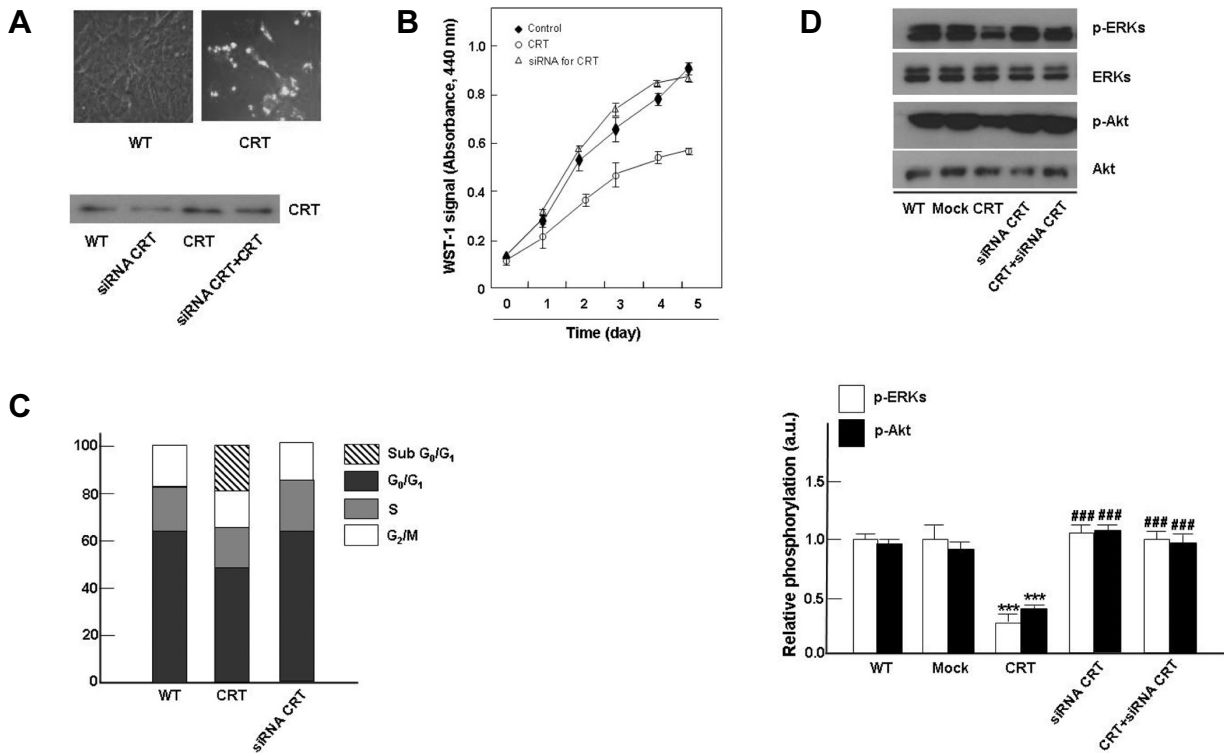 A
WT
CRT
CRT
WT
siRNA CRT
CRT
siRNA CRT+CRT
B
WST-1 signal (Absorbance, 440 nm)
1.0
0.8
0.6
0.4
0.2
0
Control
CRT
siRNA for CRT
0 1 2 3 4 5
Time (day)
D
p-ERKs
ERKs
p-Akt
Akt
WT Mock CRT siRNA CRT CRT+siRNA CRT
C
100
80
60
40
20
0
WT
CRT
siRNA CRT
Sub G₀/G₁
G₀/G₁
S
G₂/M
p-ERKs
p-Akt
Relative phosphorylation (a.u.)
1.5
1.0
0.5
0.0
*** ***
### ###
### ###
WT
Mock
CRT
siRNA CRT
CRT+siRNA CRT